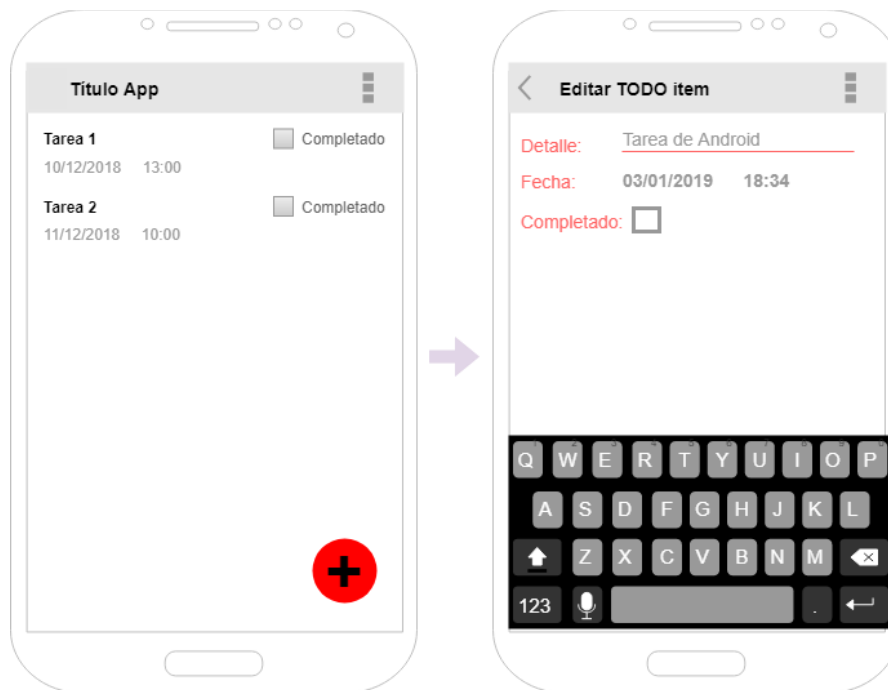 Título App
Tarea 1 Completado
10/12/2018 13:00
Tarea 2 Completado
11/12/2018 10:00
Editar TODO item
Detalle: Tarea de Android
Fecha: 03/01/2019 18:34
Completado:
Q W E R T Y U I O P
A S D F G H J K L
Z X C V B N M
123 .